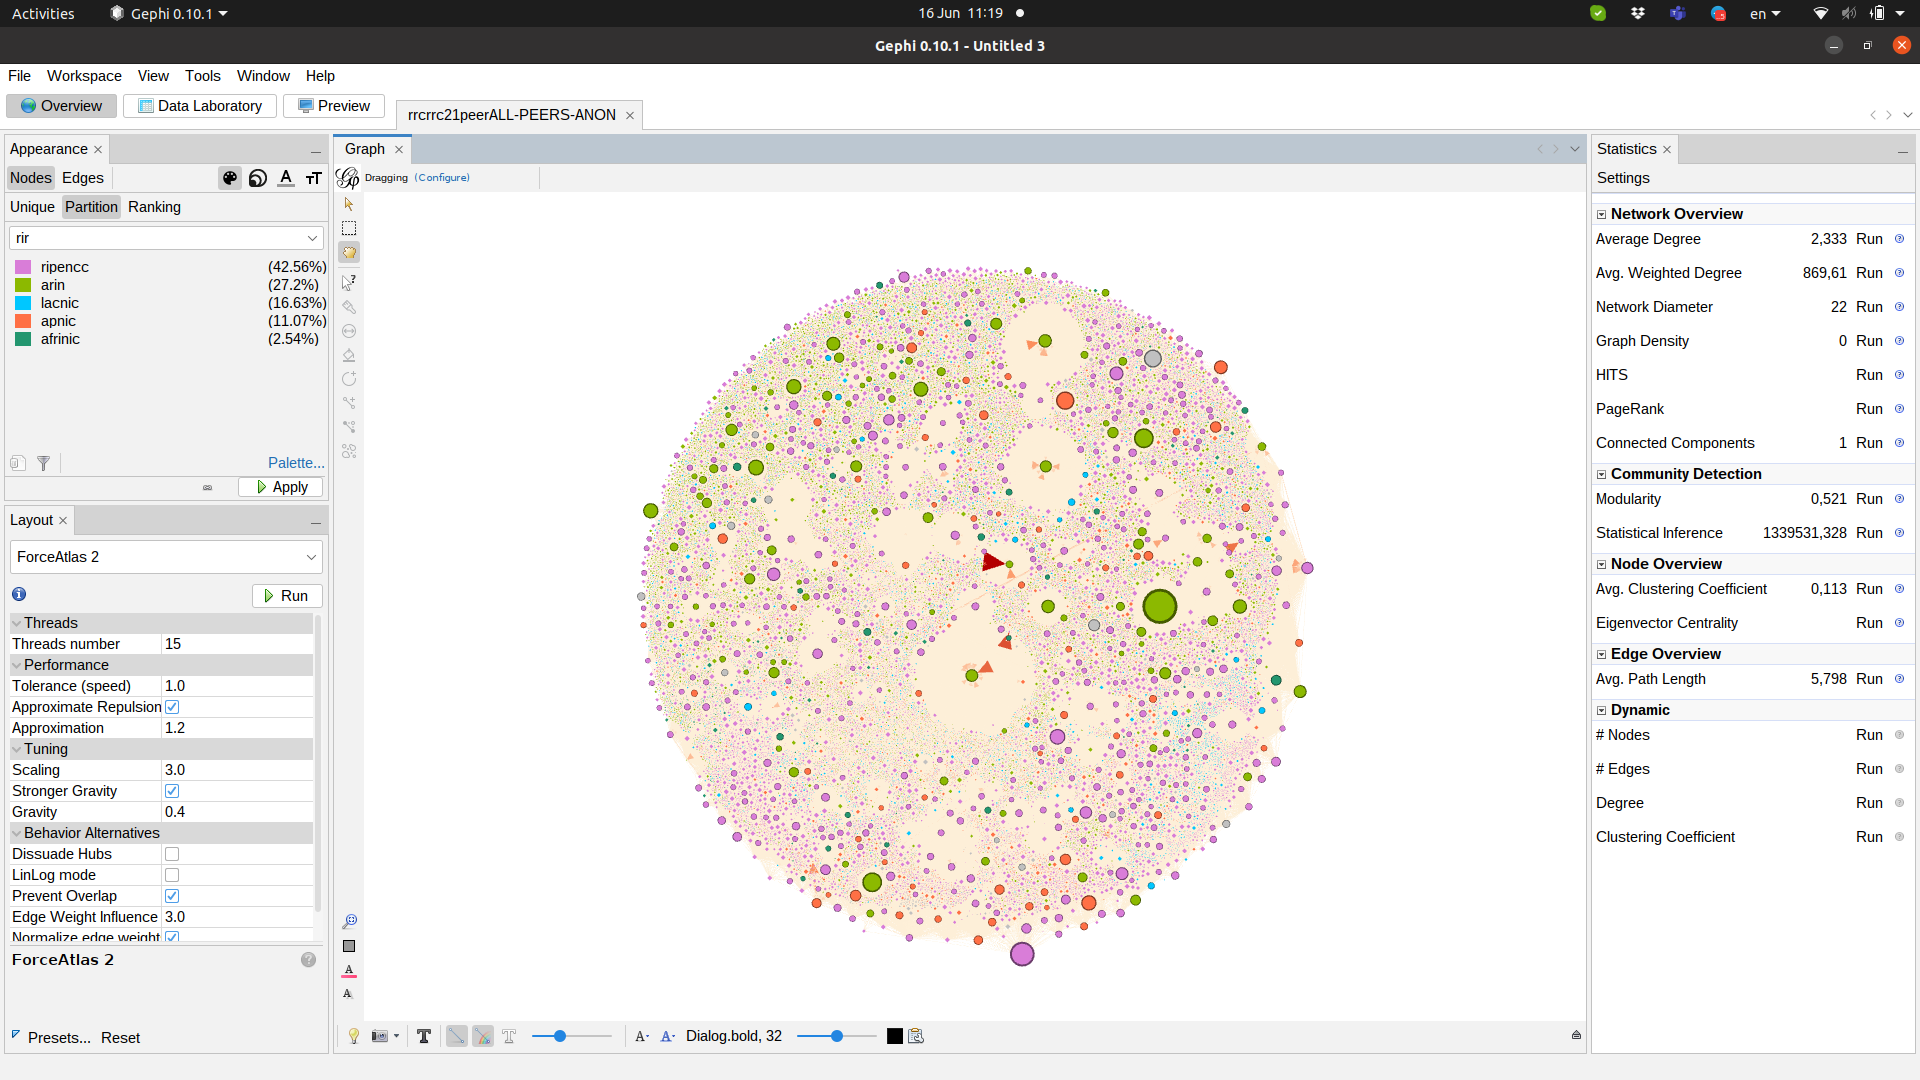 Activities
Gephi 0.10.1
16 Jun 11:19
en
Gephi 0.10.1 - Untitled 3
File Workspace View Tools Window Help
Overview
Data Laboratory
Preview
rrcrrc21peerALL-PEERS-ANON
Appearance
Nodes Edges
Unique Partition Ranking
rir
ripencc (42.56%)
arin (27.2%)
lacnic (16.63%)
apnic (11.07%)
afrinic (2.54%)
Palette...
Apply
Layout
ForceAtlas 2
Run
Threads
Threads number 15
Performance
Tolerance (speed) 1.0
Approximate Repulsion
Approximation 1.2
Tuning
Scaling 3.0
Stronger Gravity
Gravity 0.4
Behavior Alternatives
Dissuade Hubs
LinLog mode
Prevent Overlap
Edge Weight Influence 3.0
Normalize edge weight
ForceAtlas 2
Presets... Reset
Graph
Dragging (Configure)
Dialog.bold, 32
Statistics
Settings
Network Overview
Average Degree 2,333 Run
Avg. Weighted Degree 869,61 Run
Network Diameter 22 Run
Graph Density 0 Run
HITS Run
PageRank Run
Connected Components 1 Run
Community Detection
Modularity 0,521 Run
Statistical Inference 1339531,328 Run
Node Overview
Avg. Clustering Coefficient 0,113 Run
Eigenvector Centrality Run
Edge Overview
Avg. Path Length 5,798 Run
Dynamic
# Nodes Run
# Edges Run
Degree Run
Clustering Coefficient Run